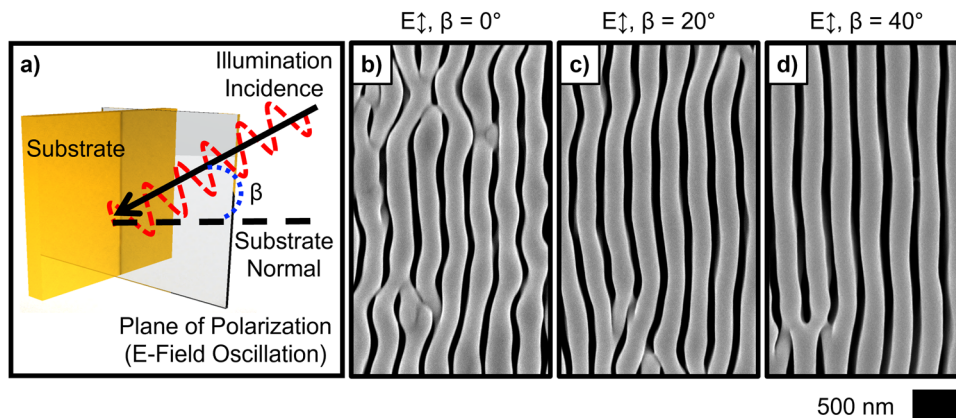 E↕, β = 0°
E↕, β = 20°
E↕, β = 40°
a)
Illumination
Incidence
Substrate
β
Substrate
Normal
Plane of Polarization
(E-Field Oscillation)
b)
c)
d)
500 nm